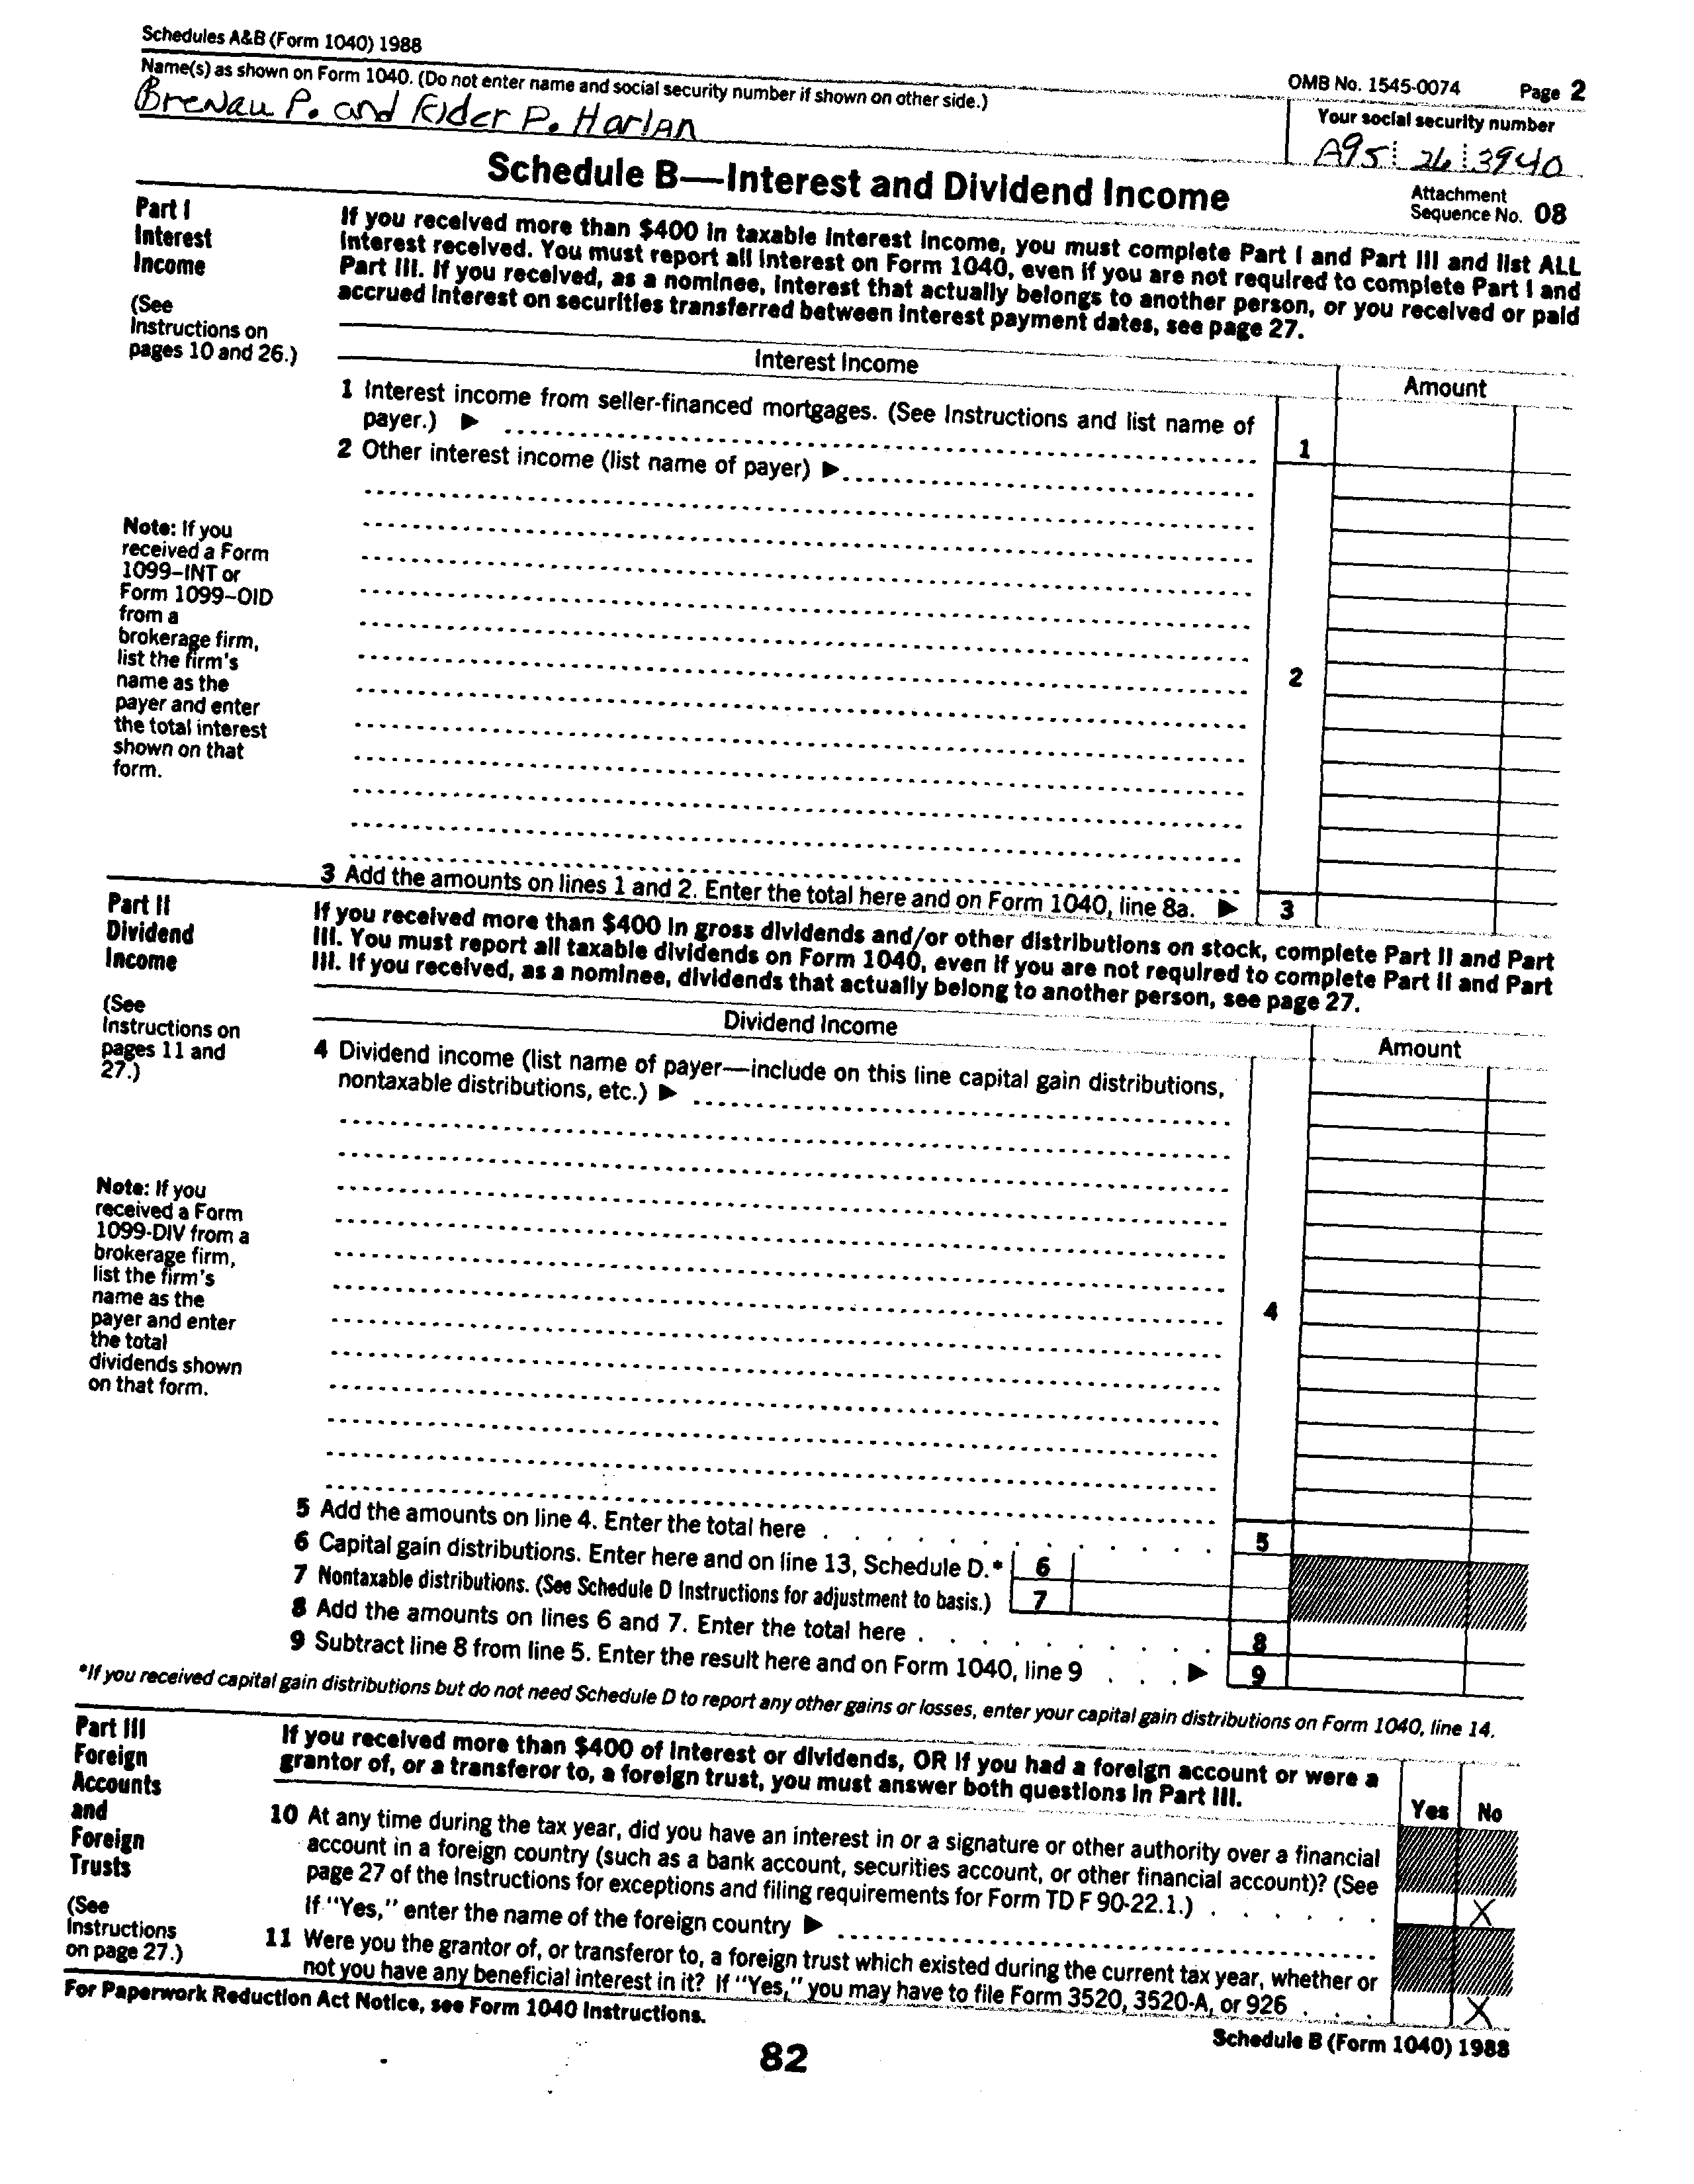 Schedules A&B (Form 1040) 1988
OMB No. 1545-0074 Page 2
Name(s) as shown on Form 1040. (Do not enter name and social security number if shown on other side.)
Your social security number
P. and P. Harlan
A95 26 3940
Schedule B—Interest and Dividend Income
Attachment
Sequence No. 08
Part I
Interest
Income
(See
Instructions on
pages 10 and 26.)
If you received more than $400 in taxable interest income, you must complete Part I and Part III and list ALL
interest received. You must report all interest on Form 1040, even if you are not required to complete Part I and
Part III. If you received, as a nominee, interest that actually belongs to another person, or you received or paid
accrued interest on securities transferred between interest payment dates, see page 27.
Interest Income
Amount
1 Interest income from seller-financed mortgages. (See Instructions and list name of
payer.) ▶
1
2 Other interest income (list name of payer) ▶
Note: If you
received a Form
1099–INT or
Form 1099–OID
from a
brokerage firm,
list the firm's
name as the
payer and enter
the total interest
shown on that
form.
2
3 Add the amounts on lines 1 and 2. Enter the total here and on Form 1040, line 8a. ▶ 3
Part II
Dividend
Income
(See
Instructions on
pages 11 and
27.)
If you received more than $400 in gross dividends and/or other distributions on stock, complete Part II and Part
III. You must report all taxable dividends on Form 1040, even if you are not required to complete Part II and Part
III. If you received, as a nominee, dividends that actually belong to another person, see page 27.
Dividend Income
Amount
4 Dividend income (list name of payer—include on this line capital gain distributions,
nontaxable distributions, etc.) ▶
Note: If you
received a Form
1099-DIV from a
brokerage firm,
list the firm's
name as the
payer and enter
the total
dividends shown
on that form.
4
5 Add the amounts on line 4. Enter the total here . . . . . . . . . . . . 5
6 Capital gain distributions. Enter here and on line 13, Schedule D.* 6
7 Nontaxable distributions. (See Schedule D Instructions for adjustment to basis.) 7
8 Add the amounts on lines 6 and 7. Enter the total here . . . . . . . . . . 8
9 Subtract line 8 from line 5. Enter the result here and on Form 1040, line 9 . . . ▶ 9
*If you received capital gain distributions but do not need Schedule D to report any other gains or losses, enter your capital gain distributions on Form 1040, line 14.
Part III
Foreign
Accounts
and
Foreign
Trusts
(See
Instructions
on page 27.)
If you received more than $400 of interest or dividends, OR if you had a foreign account or were a
grantor of, or a transferor to, a foreign trust, you must answer both questions in Part III.
Yes No
10 At any time during the tax year, did you have an interest in or a signature or other authority over a financial
account in a foreign country (such as a bank account, securities account, or other financial account)? (See
page 27 of the Instructions for exceptions and filing requirements for Form TD F 90-22.1.) . . . . . . X
If "Yes," enter the name of the foreign country ▶
11 Were you the grantor of, or transferor to, a foreign trust which existed during the current tax year, whether or
not you have any beneficial interest in it? If "Yes," you may have to file Form 3520, 3520-A, or 926 . . . X
For Paperwork Reduction Act Notice, see Form 1040 Instructions.
Schedule B (Form 1040) 1988
82